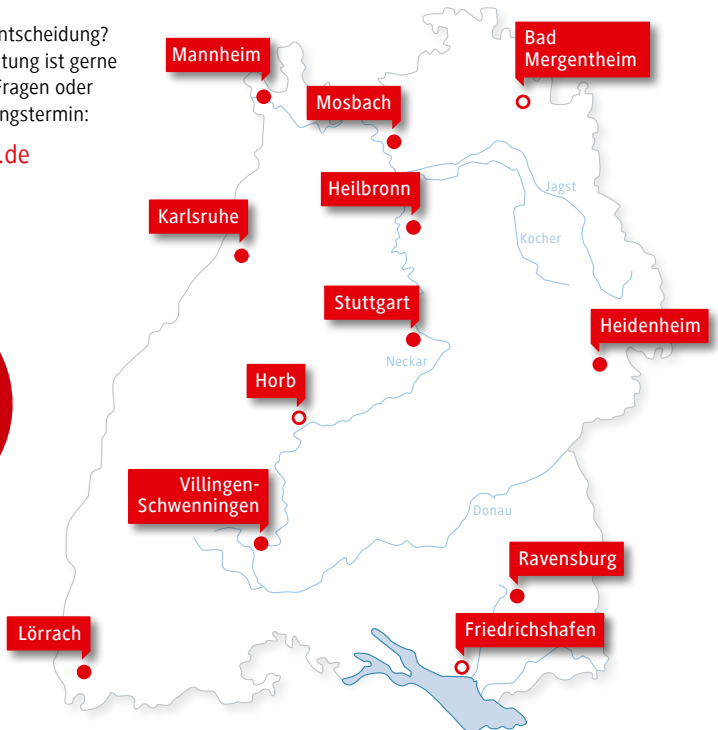 ntscheidung?
tung ist gerne
Fragen oder
ngstermin:
.de
Mannheim
Bad
Mergentheim
Mosbach
Heilbronn
Jagst
Karlsruhe
Kocher
Stuttgart
Heidenheim
Neckar
Horb
Villingen-
Schwenningen
Donau
Ravensburg
Lörrach
Friedrichshafen